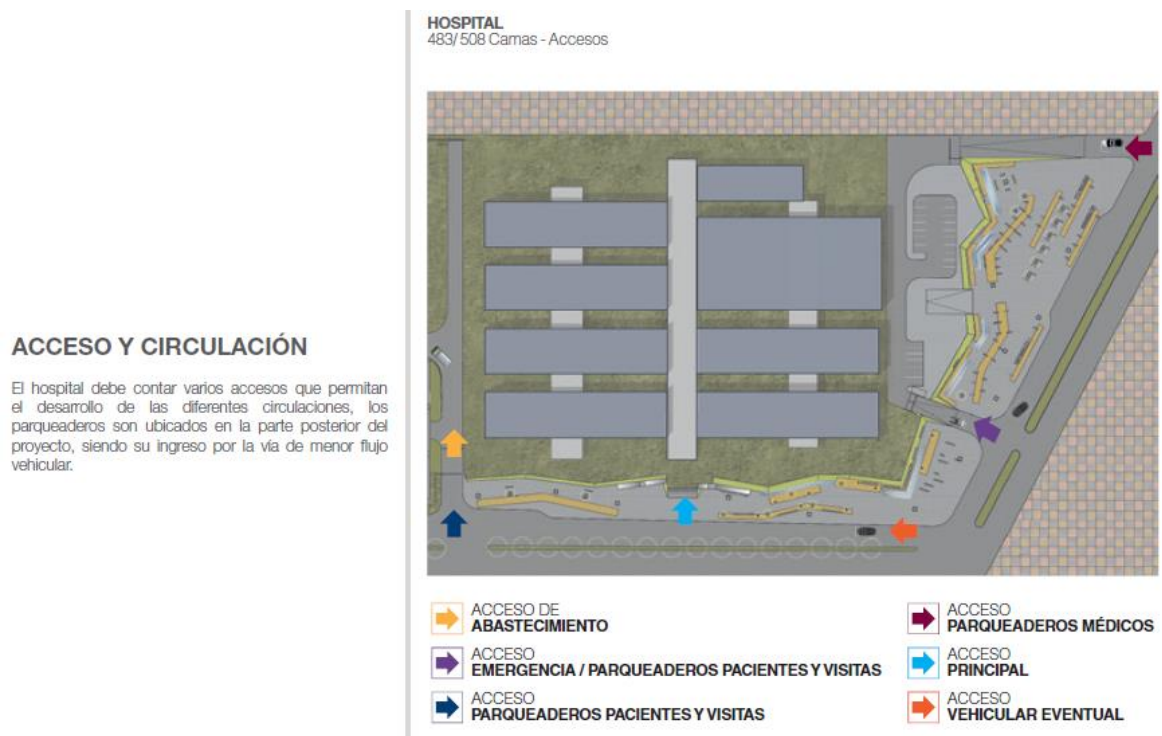 HOSPITAL
483/508 Camas - Accesos
ACCESO Y CIRCULACIÓN
El hospital debe contar varios accesos que permitan
el desarrollo de las diferentes circulaciones, los
parqueaderos son ubicados en la parte posterior del
proyecto, siendo su ingreso por la vía de menor flujo
vehicular.
ACCESO DE
ABASTECIMIENTO
ACCESO
EMERGENCIA / PARQUEADEROS PACIENTES Y VISITAS
ACCESO
PARQUEADEROS PACIENTES Y VISITAS
ACCESO
PARQUEADEROS MÉDICOS
ACCESO
PRINCIPAL
ACCESO
VEHICULAR EVENTUAL